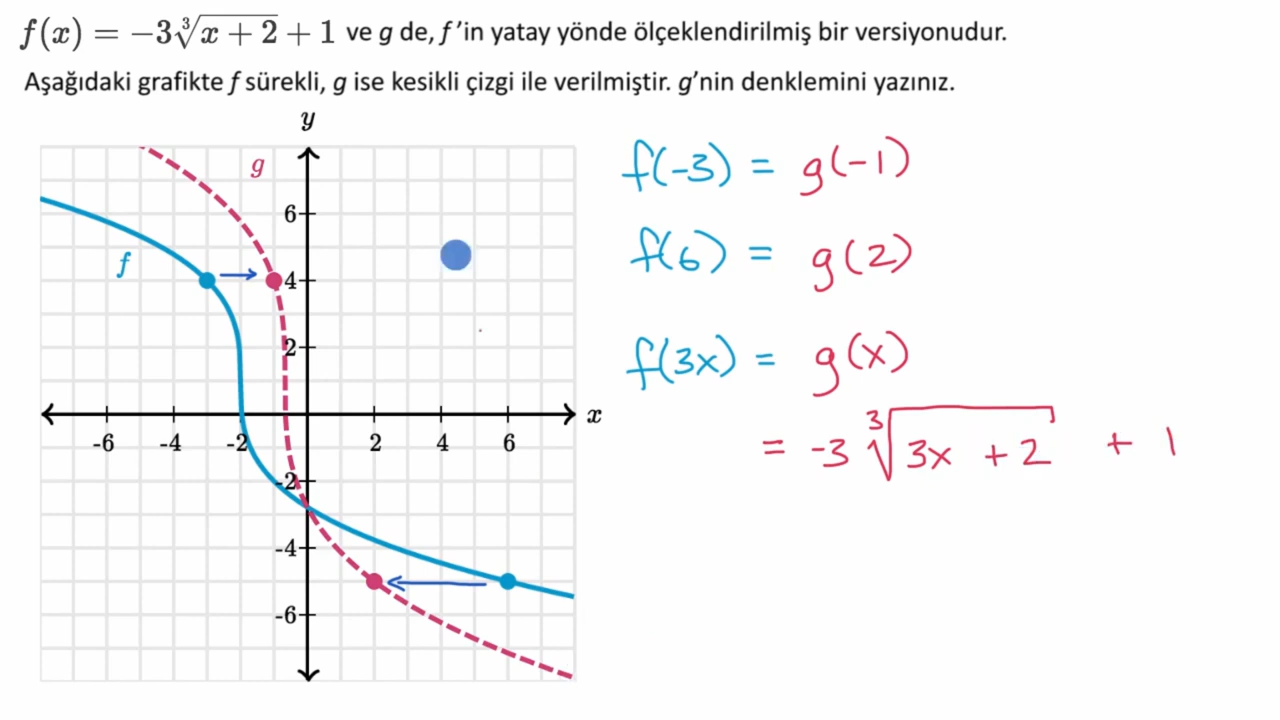 f(x) = −3∛(x + 2) + 1 ve g de, f'in yatay yönde ölçeklendirilmiş bir versiyonudur.
Aşağıdaki grafikte f sürekli, g ise kesikli çizgi ile verilmiştir. g'nin denklemini yazınız.
y
g
f
6
4
2
-6 -4 -2 2 4 6 x
-2
-4
-6
f(-3) = g(-1)
f(6) = g(2)
f(3x) = g(x)
= -3 ∛(3x + 2) + 1